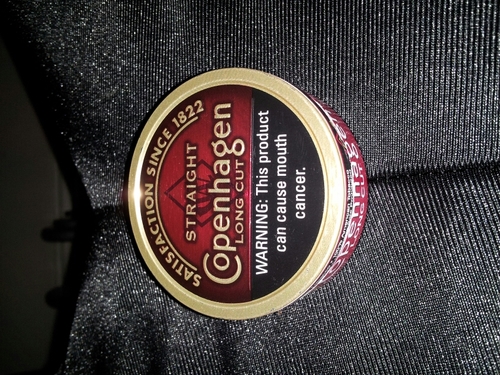 SATISFACTION SINCE 1822
STRAIGHT
Copenhagen
LONG CUT
WARNING: This product
can cause mouth
cancer.